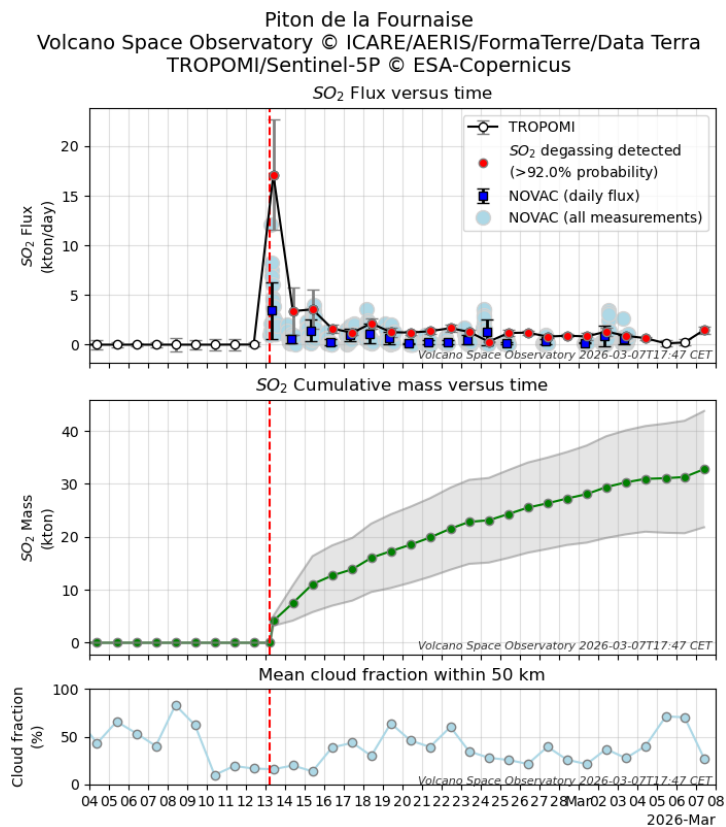 Piton de la Fournaise
Volcano Space Observatory © ICARE/AERIS/FormaTerre/Data Terra
TROPOMI/Sentinel-5P © ESA-Copernicus
SO2 Flux versus time
SO2 Flux
(kton/day)
20
15
10
5
0
TROPOMI
SO2 degassing detected
(>92.0% probability)
NOVAC (daily flux)
NOVAC (all measurements)
Volcano Space Observatory 2026-03-07T17:47 CET
SO2 Cumulative mass versus time
SO2 Mass
(kton)
40
30
20
10
0
Volcano Space Observatory 2026-03-07T17:47 CET
Mean cloud fraction within 50 km
Cloud fraction
(%)
100
50
0
Volcano Space Observatory 2026-03-07T17:47 CET
04 05 06 07 08 09 10 11 12 13 14 15 16 17 18 19 20 21 22 23 24 25 26 27 28 Mar 02 03 04 05 06 07 08
2026-Mar